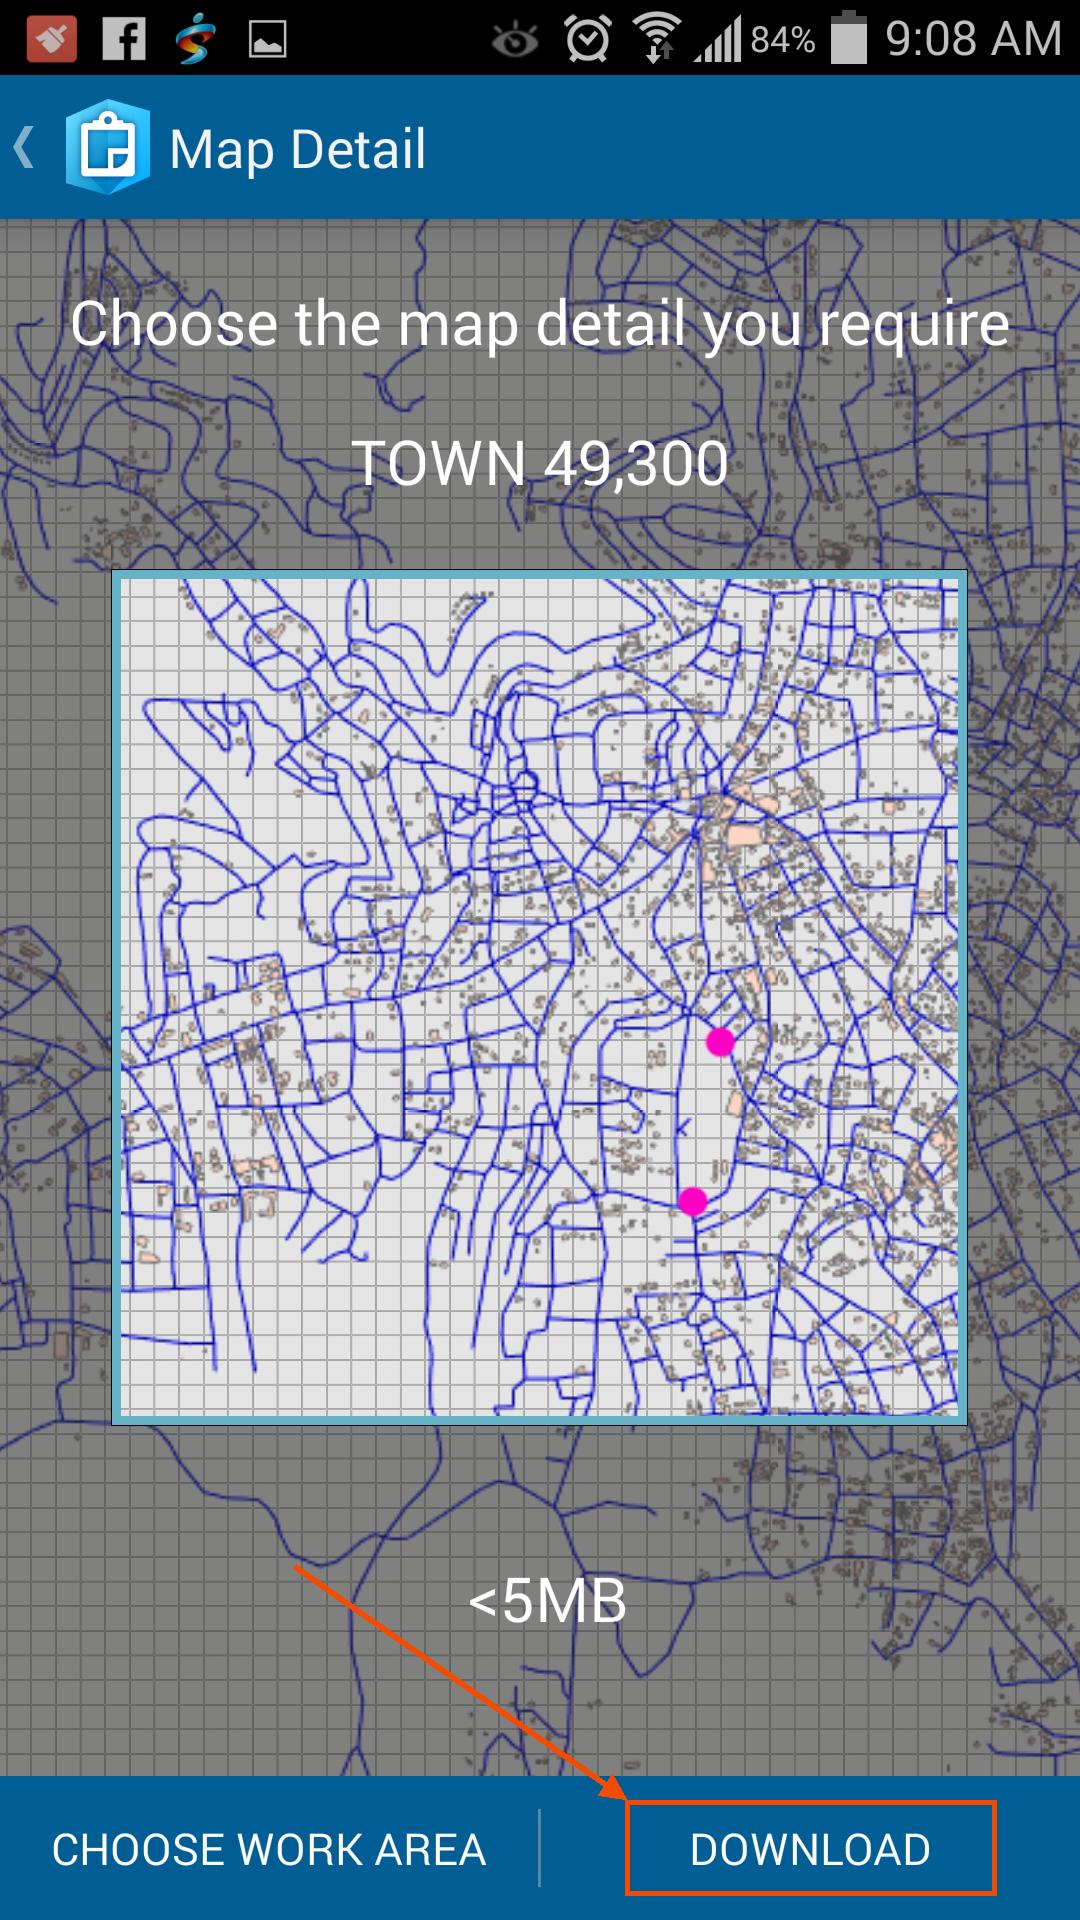 84% 9:08 AM
Map Detail
Choose the map detail you require
TOWN 49,300
<5MB
CHOOSE WORK AREA
DOWNLOAD